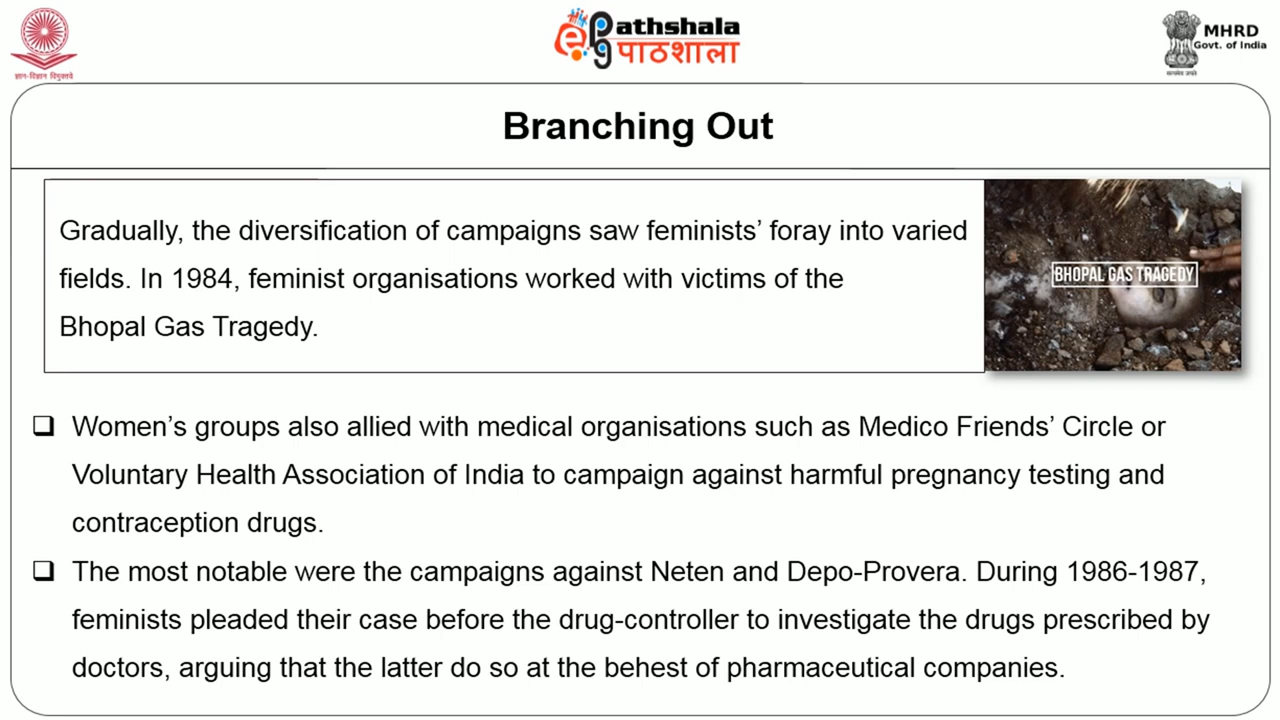 ज्ञान-विज्ञान विमुक्तये
ePathshala
पाठशाला
MHRD
Govt. of India
सत्यमेव जयते
Branching Out
Gradually, the diversification of campaigns saw feminists’ foray into varied
fields. In 1984, feminist organisations worked with victims of the
Bhopal Gas Tragedy.
BHOPAL GAS TRAGEDY
❑ Women’s groups also allied with medical organisations such as Medico Friends’ Circle or
Voluntary Health Association of India to campaign against harmful pregnancy testing and
contraception drugs.
❑ The most notable were the campaigns against Neten and Depo-Provera. During 1986-1987,
feminists pleaded their case before the drug-controller to investigate the drugs prescribed by
doctors, arguing that the latter do so at the behest of pharmaceutical companies.